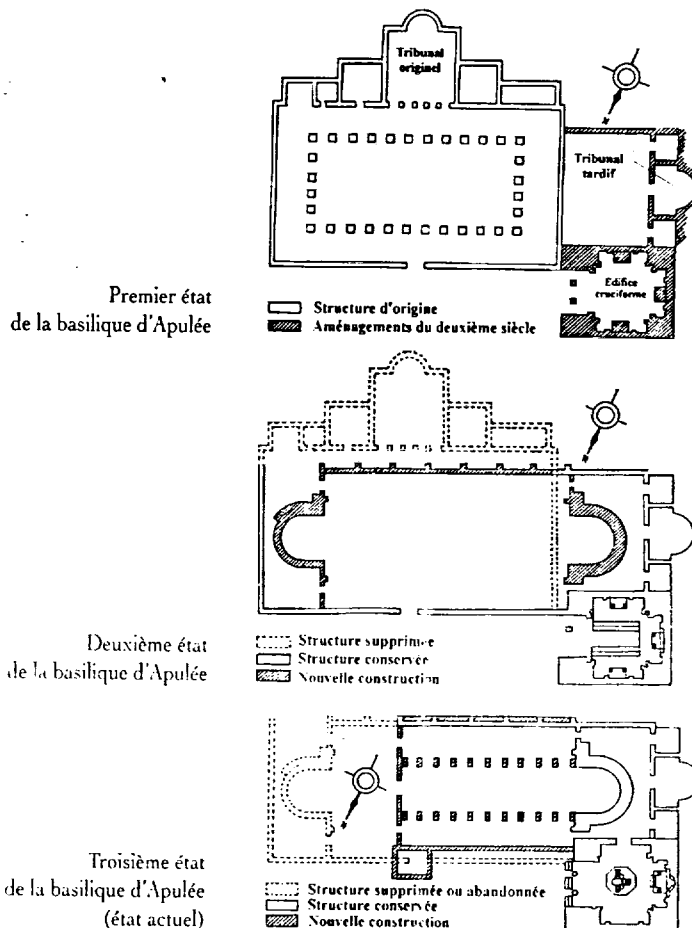 Tribunal
originel
Tribunal
tardif
Edifice
cruciforme
Premier état
de la basilique d'Apulée
Structure d'origine
Aménagements du deuxième siècle
Deuxième état
de la basilique d'Apulée
Structure supprimée
Structure conservée
Nouvelle construction
Troisième état
de la basilique d'Apulée
(état actuel)
Structure supprimée ou abandonnée
Structure conservée
Nouvelle construction